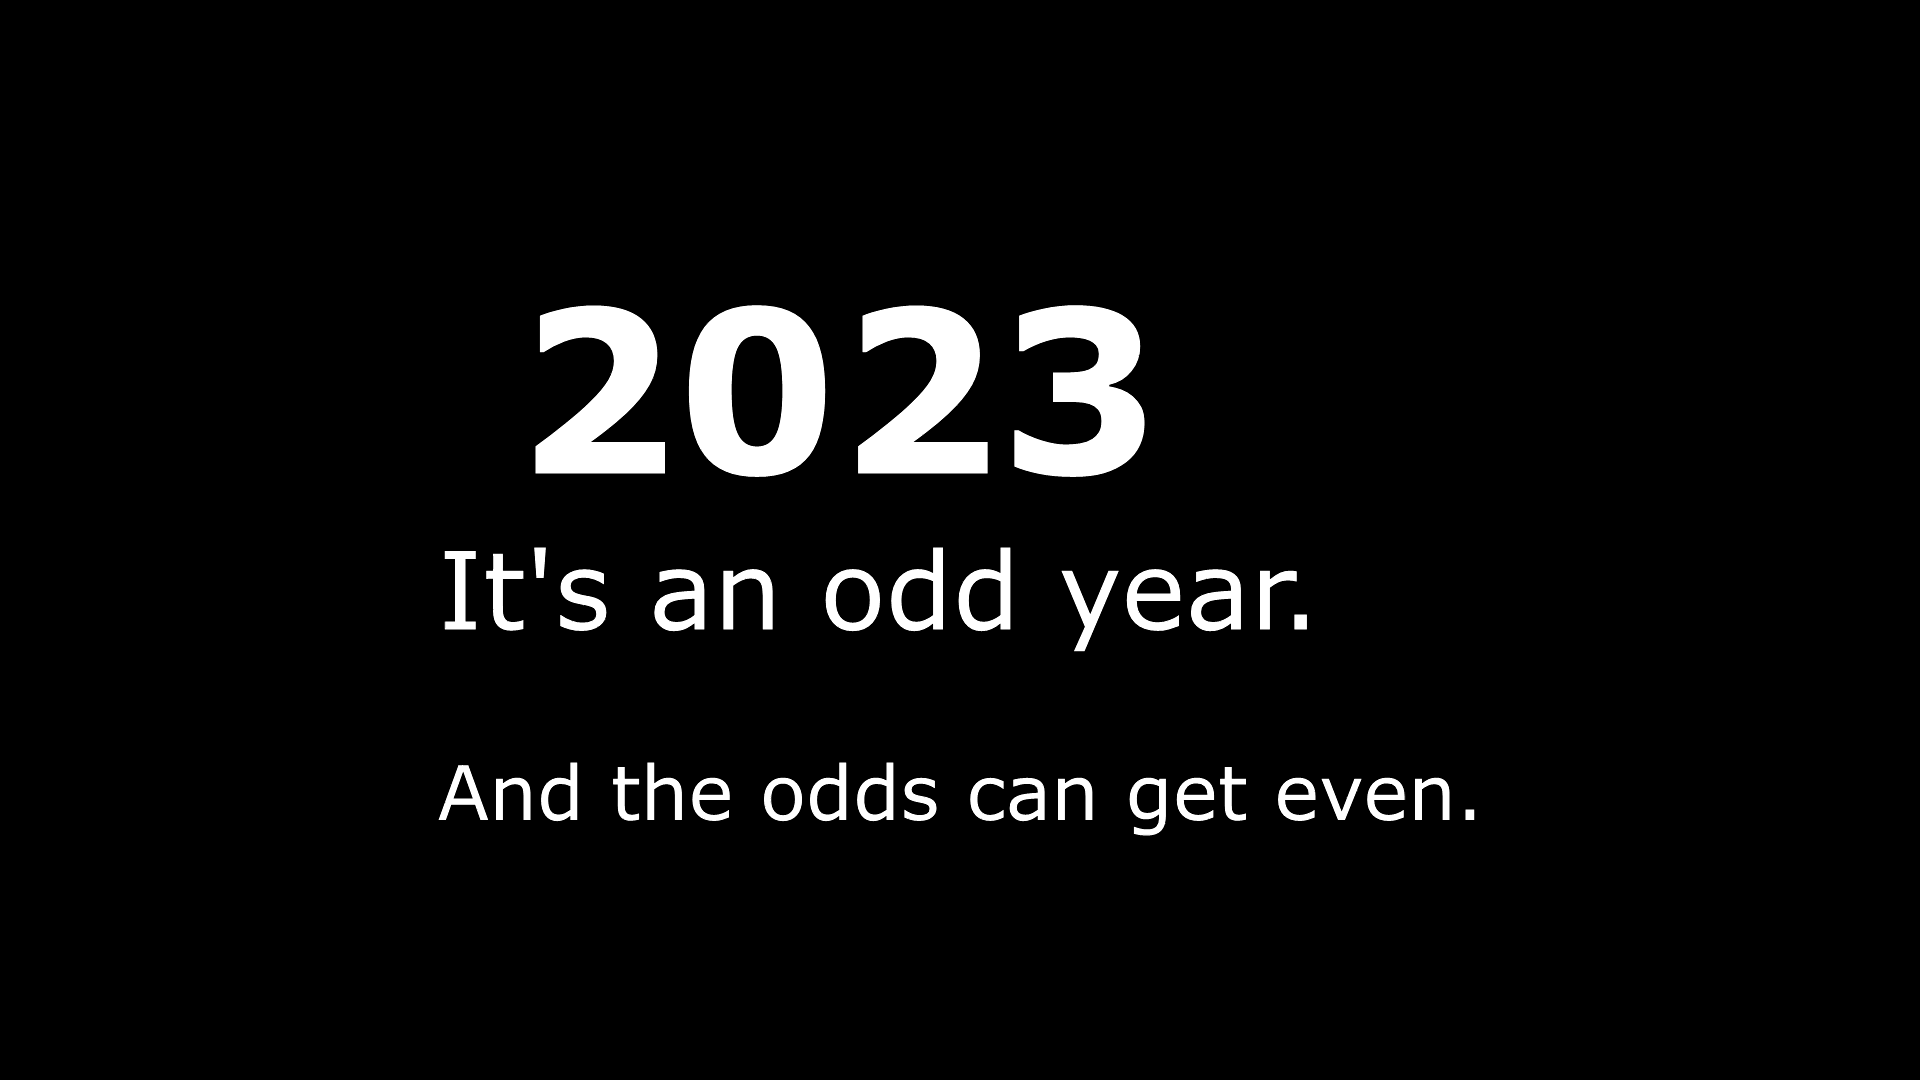 2023
It's an odd year.
And the odds can get even.